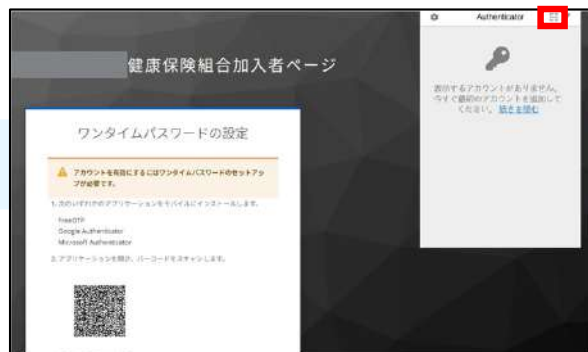 Authenticator
健康保険組合加入者ページ
表示するアカウントがありません。
今すぐ最初のアカウントを追加して
ください。 続きを読む
ワンタイムパスワードの設定
アカウントを有効にするにはワンタイムパスワードのセットアッ
プが必要です。
1. 次のいずれかのアプリケーションをモバイルにインストールします。
FreeOTP
Google Authenticator
Microsoft Authenticator
2. アプリケーションを開き、バーコードをスキャンします。